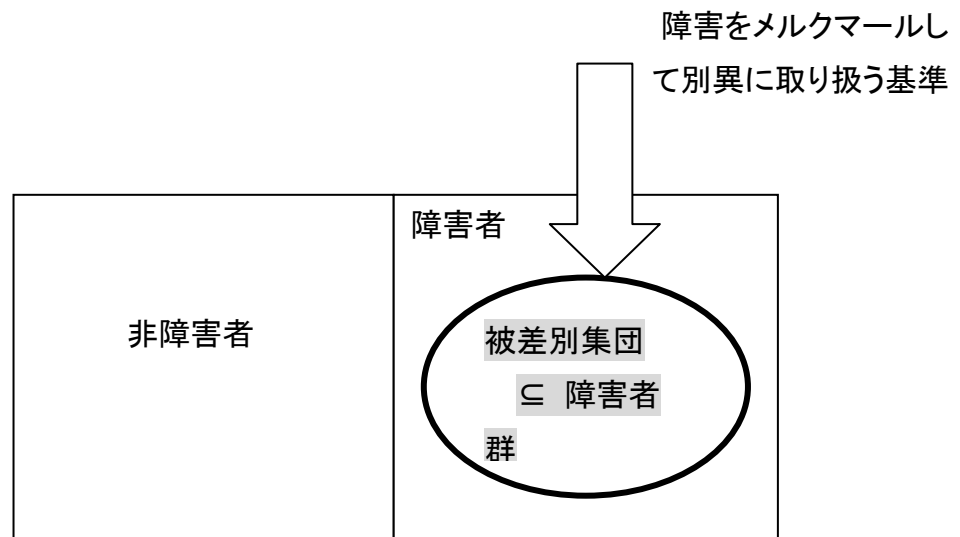 障害をメルクマールし
て別異に取り扱う基準
障害者
非障害者
被差別集団
⊆ 障害者
群